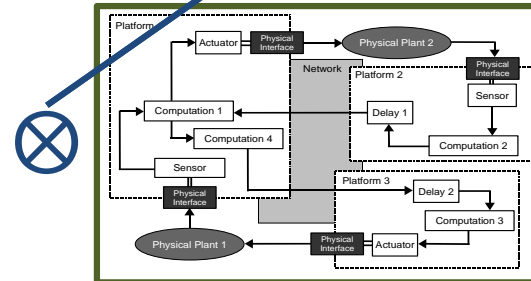 Platform
Actuator
Physical
Interface
Physical Plant 2
Network
Physical
Interface
Platform 2
Sensor
Computation 1
Delay 1
Computation 4
Computation 2
Sensor
Physical
Interface
Platform 3
Delay 2
Computation 3
Physical Plant 1
Physical
Interface
Actuator